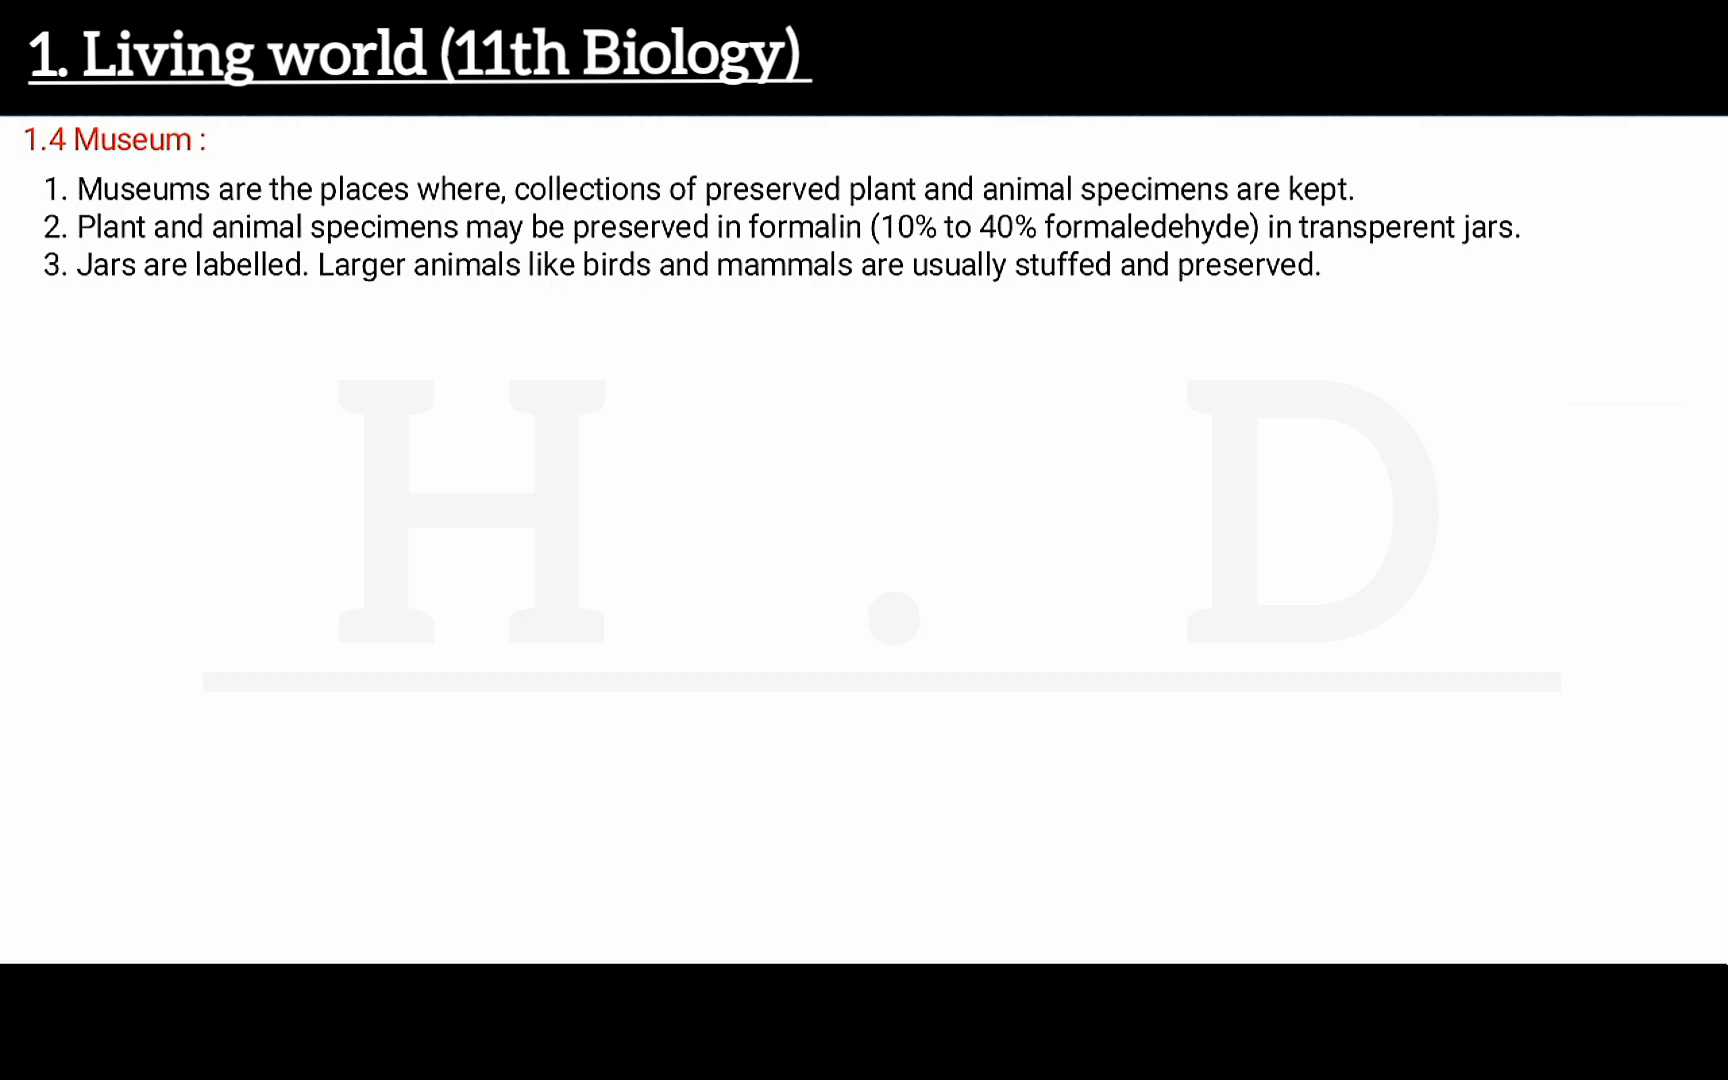 1. Living world (11th Biology)
1.4 Museum :
1. Museums are the places where, collections of preserved plant and animal specimens are kept.
2. Plant and animal specimens may be preserved in formalin (10% to 40% formaledehyde) in transperent jars.
3. Jars are labelled. Larger animals like birds and mammals are usually stuffed and preserved.
H . D